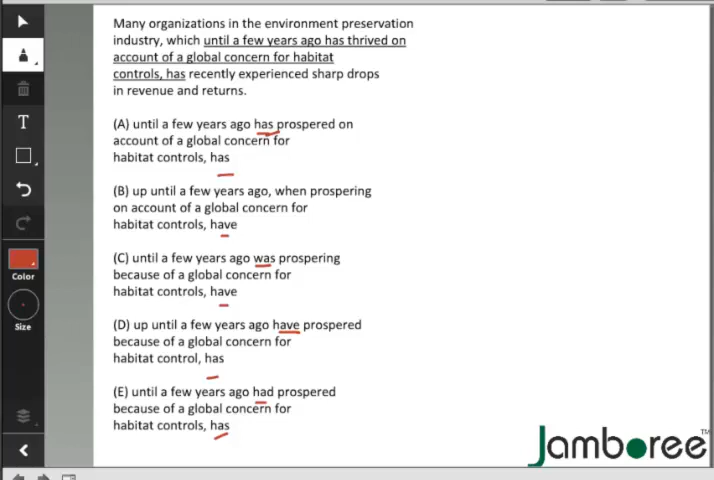 Many organizations in the environment preservation
industry, which until a few years ago has thrived on
account of a global concern for habitat
controls, has recently experienced sharp drops
in revenue and returns.
(A) until a few years ago has prospered on
account of a global concern for
habitat controls, has
(B) up until a few years ago, when prospering
on account of a global concern for
habitat controls, have
(C) until a few years ago was prospering
because of a global concern for
habitat controls, have
(D) up until a few years ago have prospered
because of a global concern for
habitat control, has
(E) until a few years ago had prospered
because of a global concern for
habitat controls, has
T
Color
Size
Jamboree™